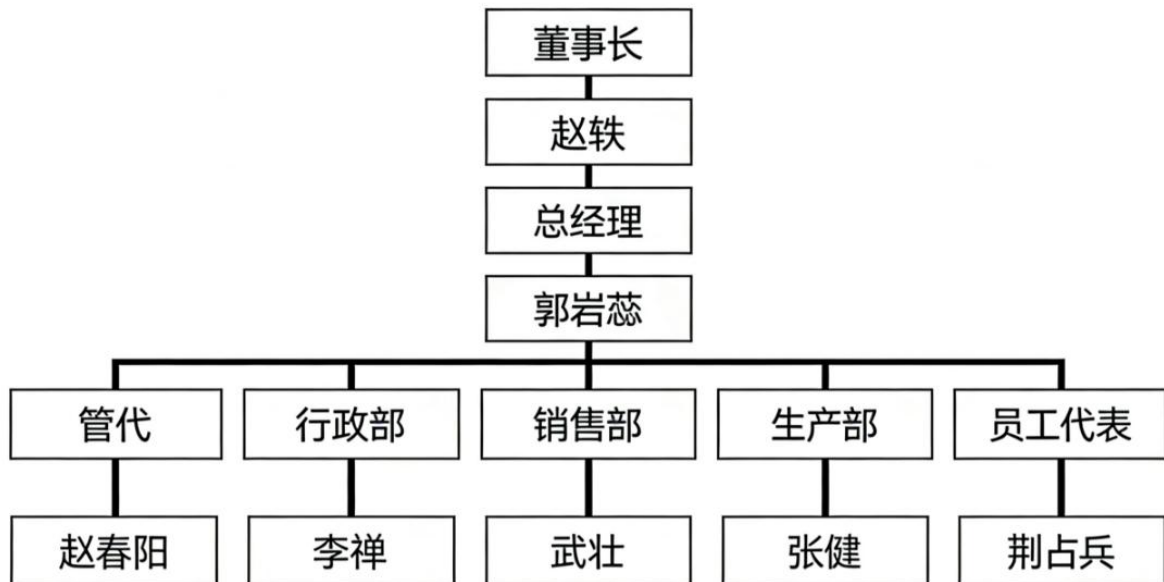 董事长
赵轶
总经理
郭岩蕊
管代 行政部 销售部 生产部 员工代表
赵春阳 李禅 武壮 张健 荆占兵